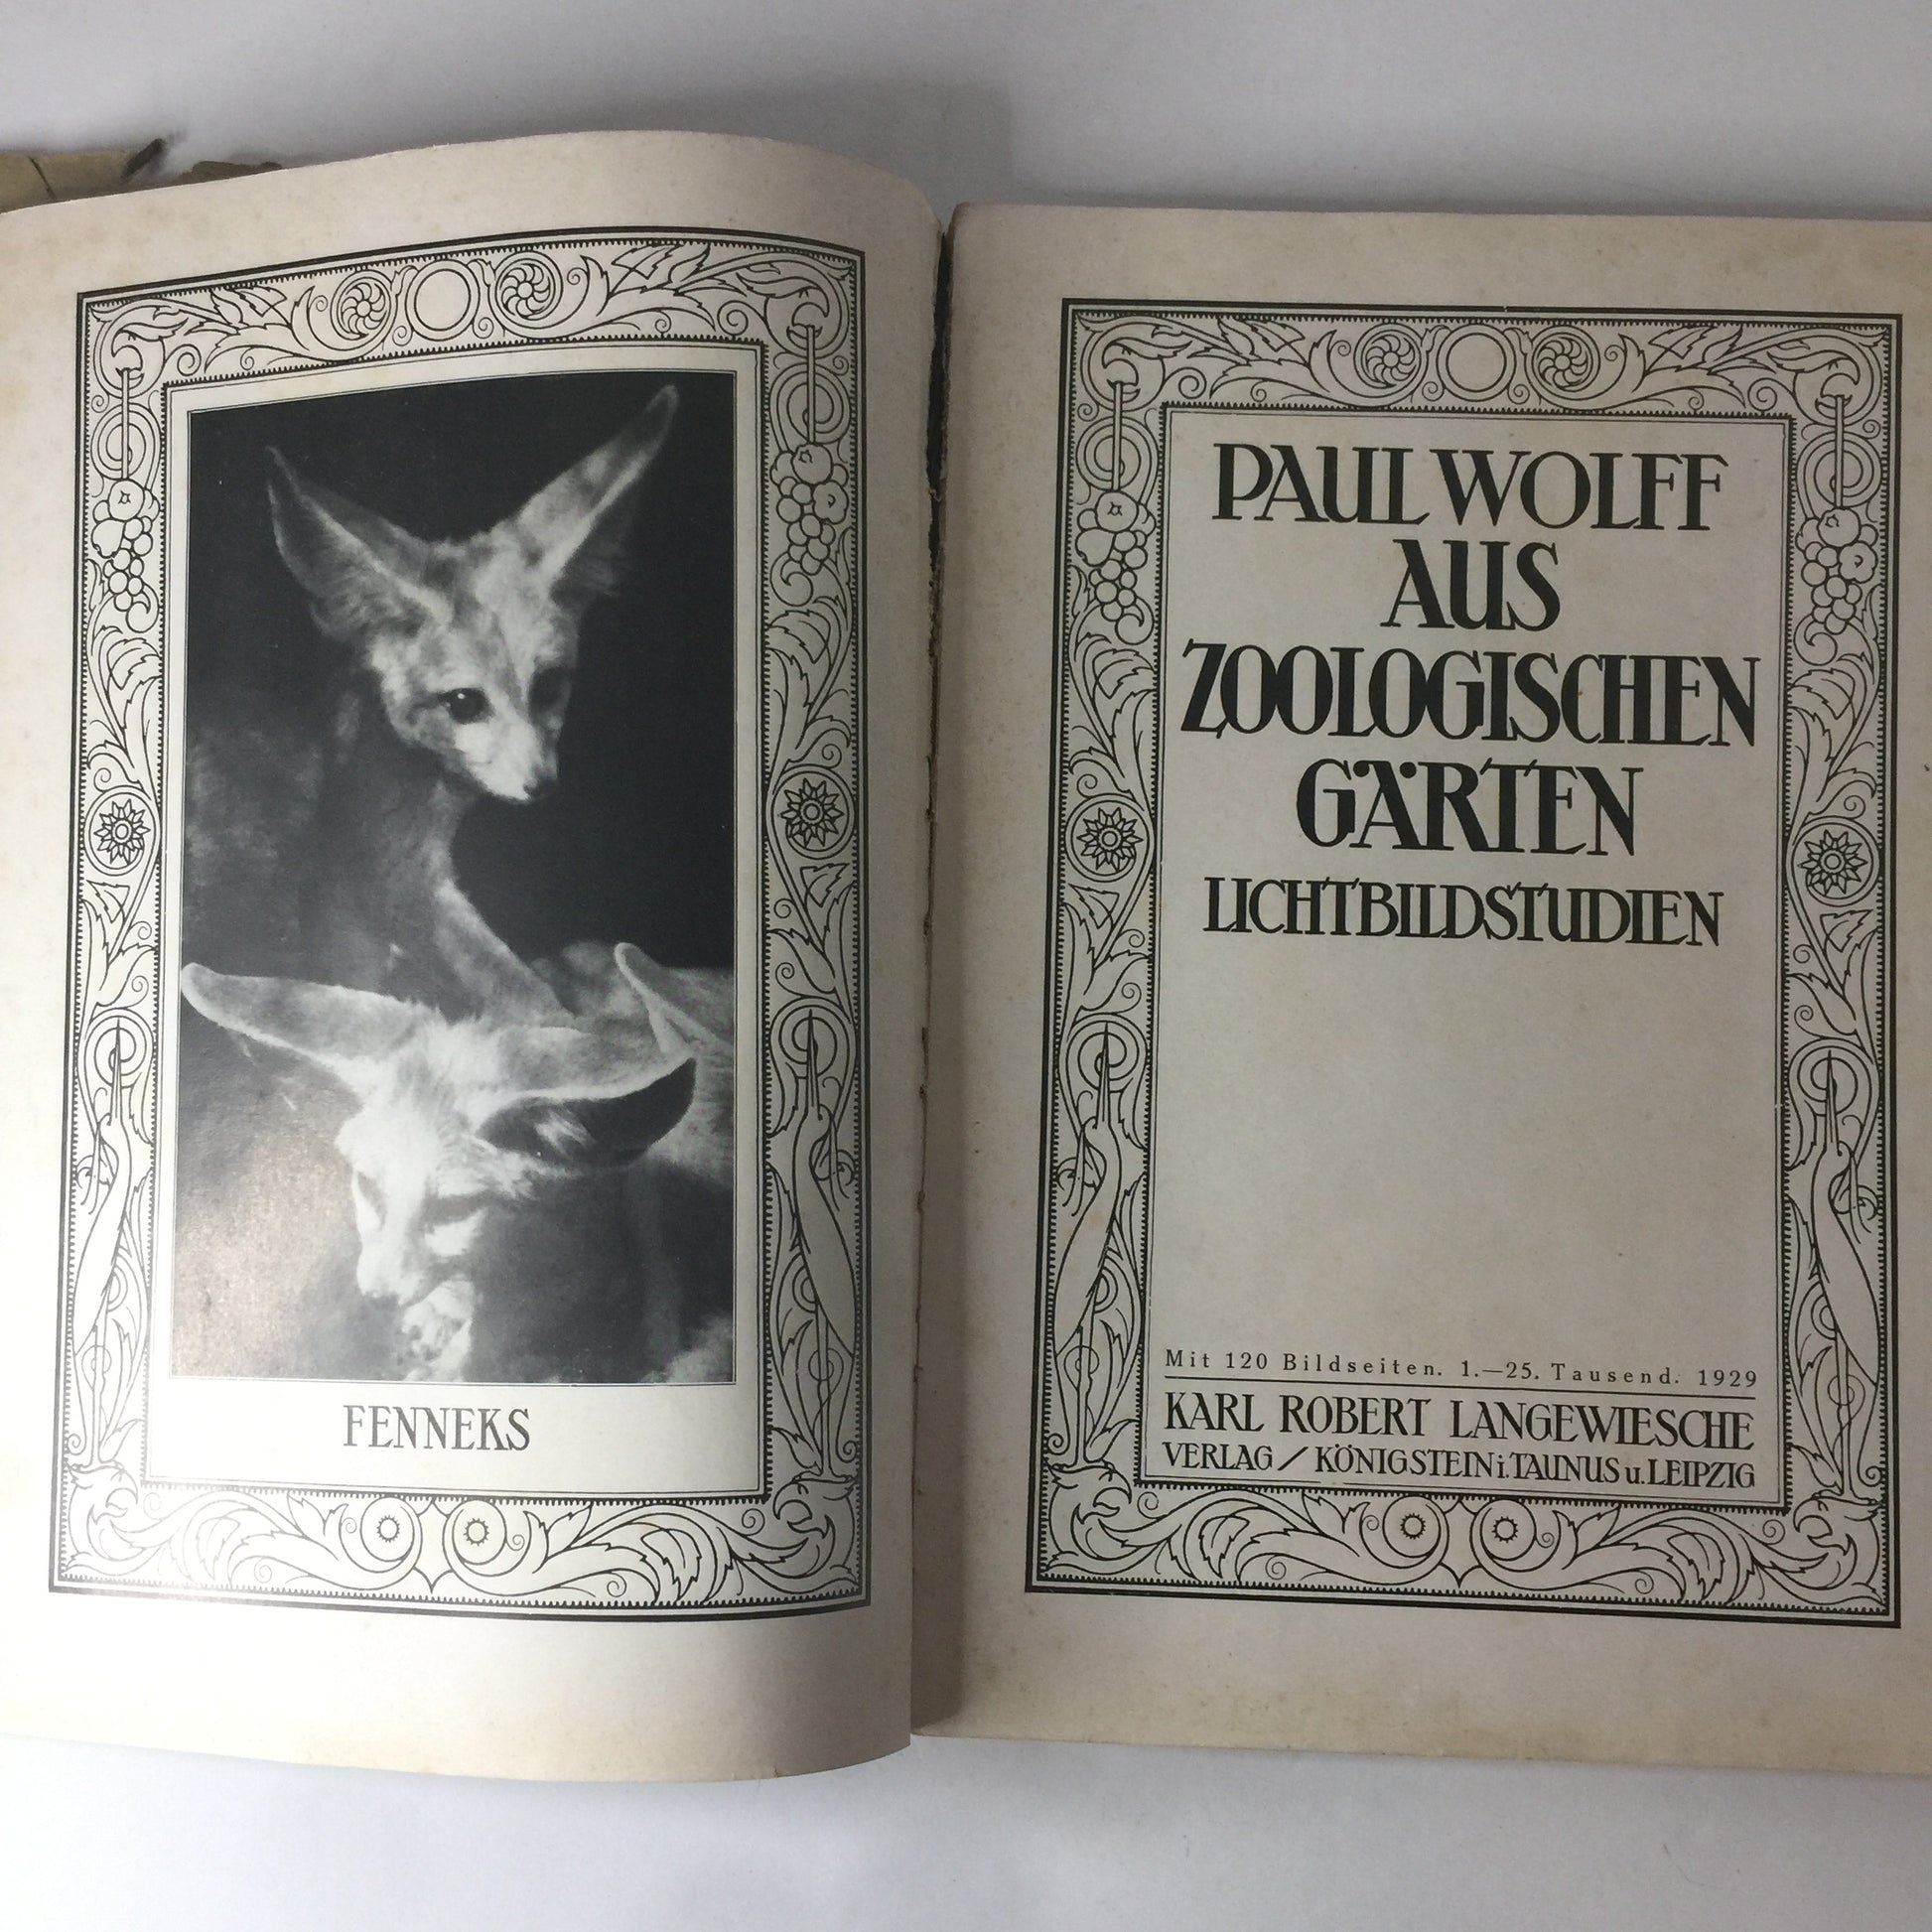 FENNEKS
PAUL WOLFF
AUS
ZOOLOGISCHEN
GÄRTEN
LICHTBILDSTUDIEN
Mit 120 Bildseiten. 1.—25. Tausend. 1929
KARL ROBERT LANGEWIESCHE
VERLAG / KÖNIGSTEIN i. TAUNUS u. LEIPZIG